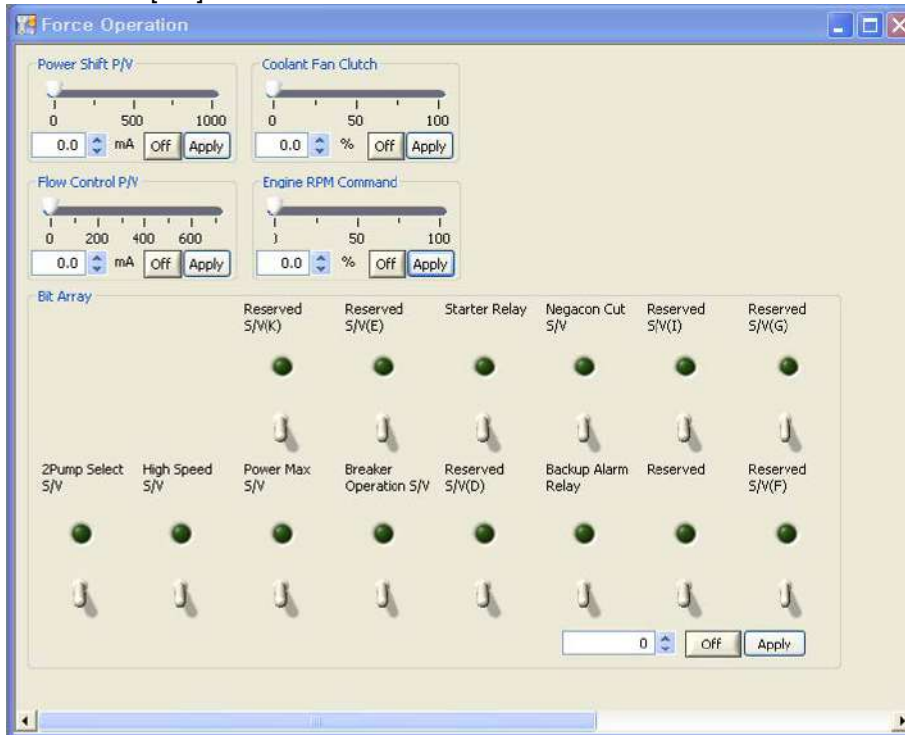 Force Operation
Power Shift P/V
0 500 1000
0.0 mA Off Apply
Coolant Fan Clutch
0 50 100
0.0 % Off Apply
Flow Control P/V
0 200 400 600
0.0 mA Off Apply
Engine RPM Command
50 100
0.0 % Off Apply
Bit Array
Reserved S/V(K)
Reserved S/V(E)
Starter Relay
Negacon Cut S/V
Reserved S/V(I)
Reserved S/V(G)
2Pump Select S/V
High Speed S/V
Power Max S/V
Breaker Operation S/V
Reserved S/V(D)
Backup Alarm Relay
Reserved
Reserved S/V(F)
0 Off Apply